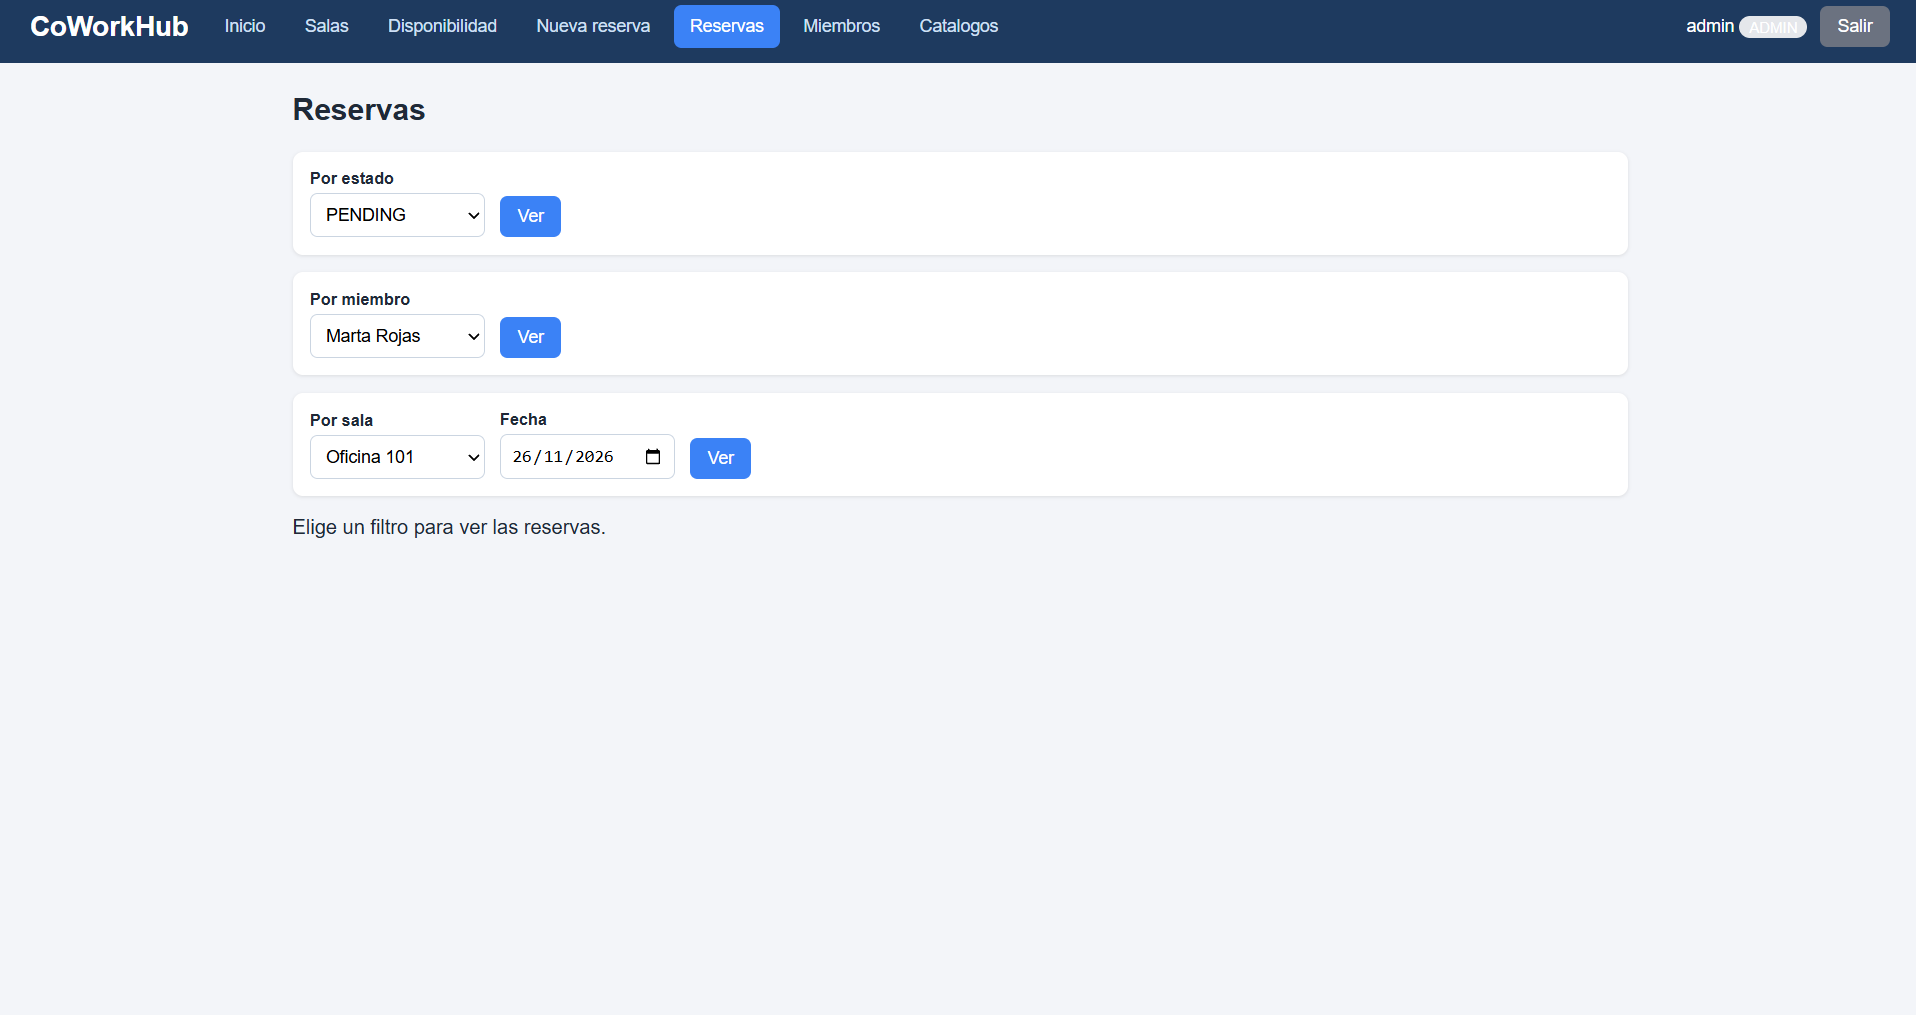 CoWorkHub Inicio Salas Disponibilidad Nueva reserva Reservas Miembros Catalogos admin ADMIN Salir
Reservas
Por estado
PENDING Ver
Por miembro
Marta Rojas Ver
Por sala Fecha
Oficina 101 26/11/2026 Ver
Elige un filtro para ver las reservas.